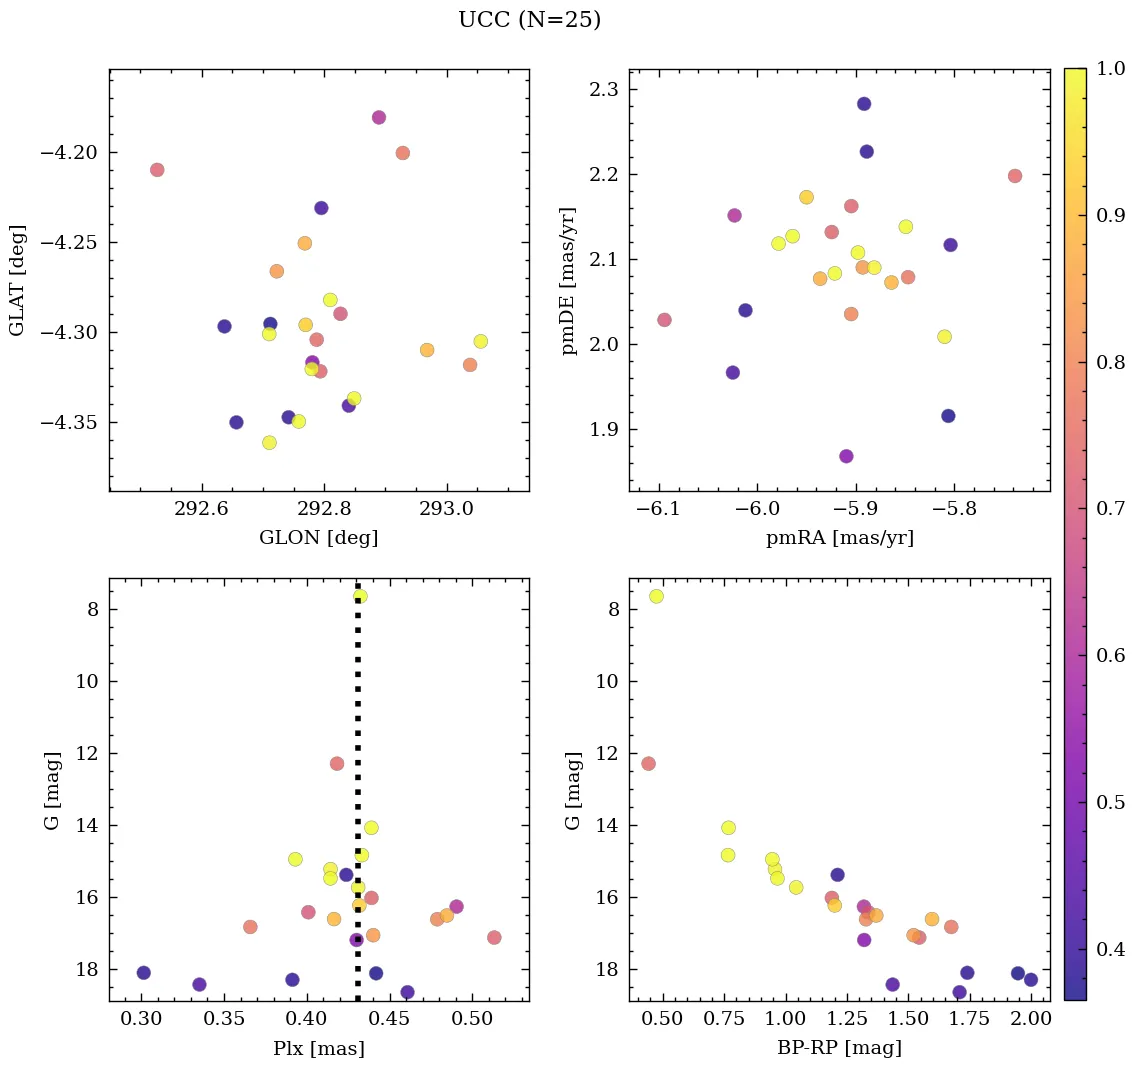 UCC (N=25)
−4.20
−4.25
−4.30
−4.35
GLAT [deg]
292.6 292.8 293.0
GLON [deg]
2.3
2.2
2.1
2.0
1.9
pmDE [mas/yr]
−6.1 −6.0 −5.9 −5.8
pmRA [mas/yr]
1.0
0.9
0.8
0.7
0.6
0.5
0.4
8
10
12
14
16
18
G [mag]
0.30 0.35 0.40 0.45 0.50
Plx [mas]
8
10
12
14
16
18
G [mag]
0.50 0.75 1.00 1.25 1.50 1.75 2.00
BP-RP [mag]